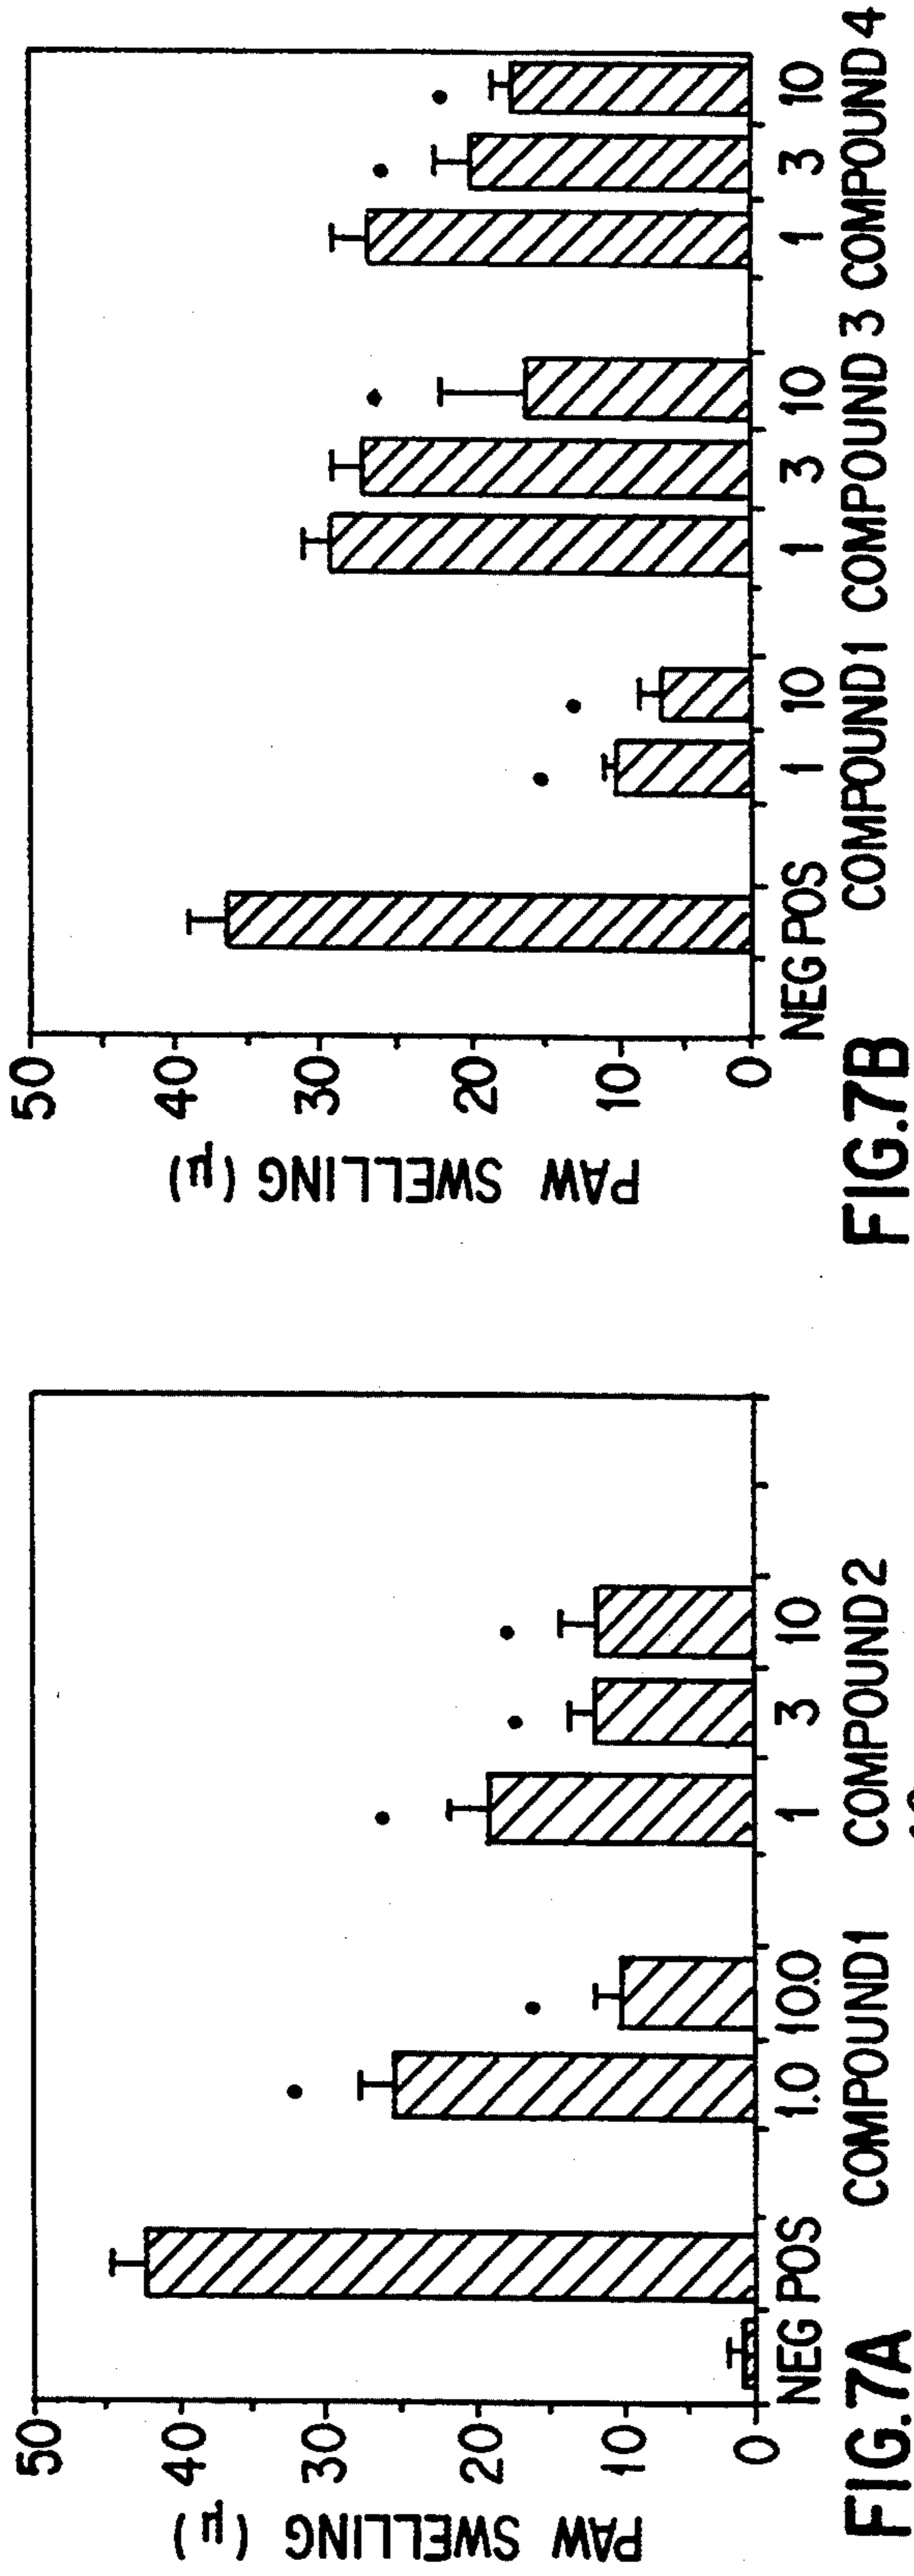 PAW SWELLING (μ)
50
40
30
20
10
0
NEG POS 1.0 10.0 1 3 10
COMPOUND1 COMPOUND2
FIG.7A
PAW SWELLING (μ)
50
40
30
20
10
0
NEG POS 1 10 1 3 10 1 3 10
COMPOUND1 COMPOUND 3 COMPOUND 4
FIG.7B